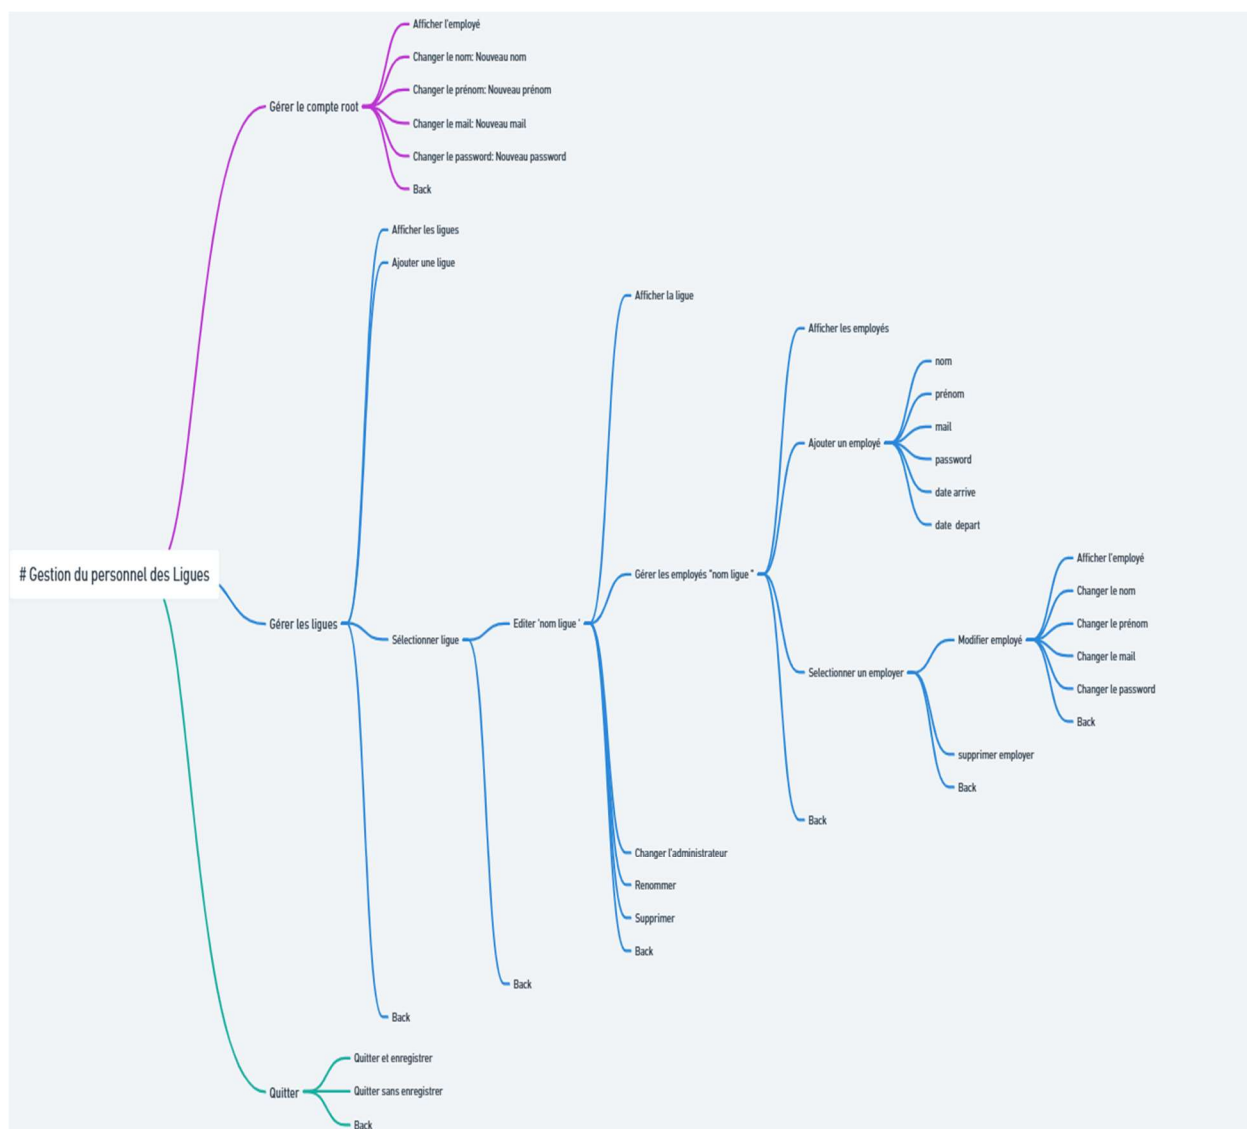 Afficher l'employé
Changer le nom: Nouveau nom
Changer le prénom: Nouveau prénom
Gérer le compte root
Changer le mail: Nouveau mail
Changer le password: Nouveau password
Back
Afficher les ligues
Ajouter une ligue
Afficher la ligue
Afficher les employés
nom
prénom
mail
Ajouter un employé
password
date arrive
date depart
Afficher l'employé
# Gestion du personnel des Ligues
Gérer les employés "nom ligue "
Changer le nom
Gérer les ligues
Editer 'nom ligue '
Changer le prénom
Sélectionner ligue
Modifier employé
Changer le mail
Selectionner un employer
Changer le password
Back
supprimer employer
Back
Back
Changer l'administrateur
Renommer
Supprimer
Back
Back
Back
Quitter et enregistrer
Quitter
Quitter sans enregistrer
Back